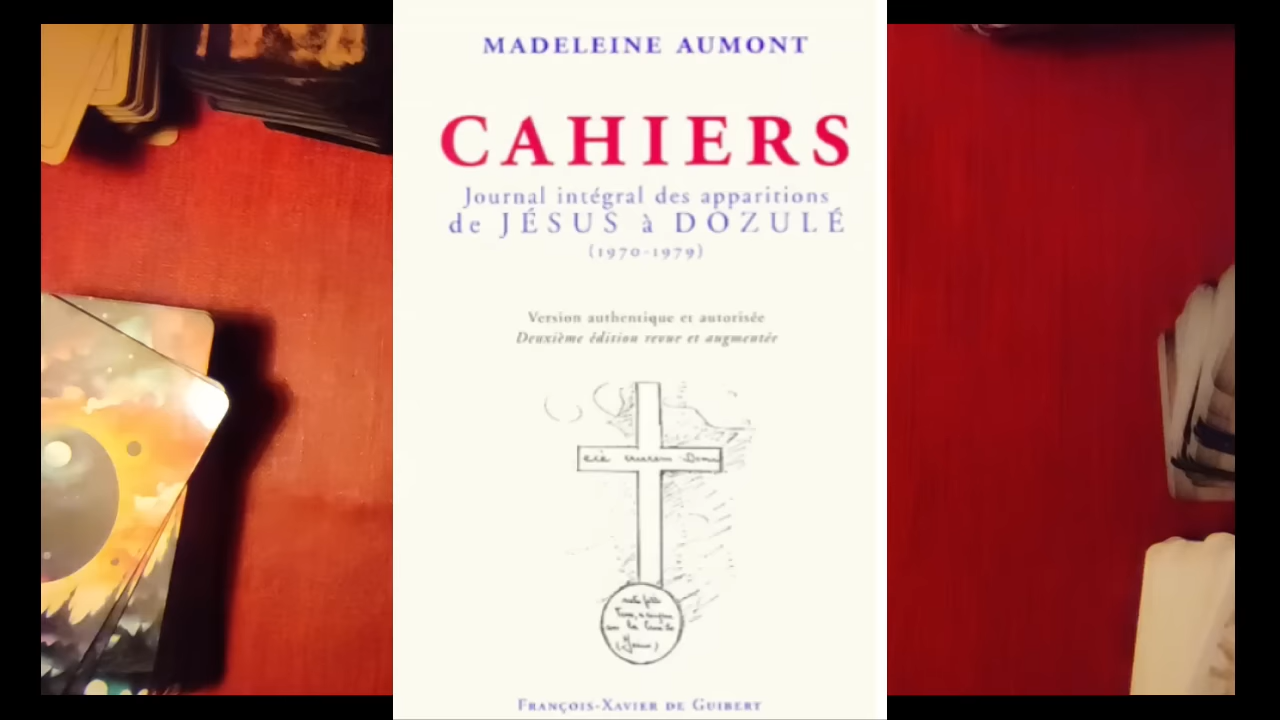 MADELEINE AUMONT
CAHIERS
Journal intégral des apparitions
de JÉSUS à DOZULÉ
(1970-1979)
Version authentique et autorisée
Deuxième édition revue et augmentée
crucem
FRANÇOIS-XAVIER DE GUIBERT